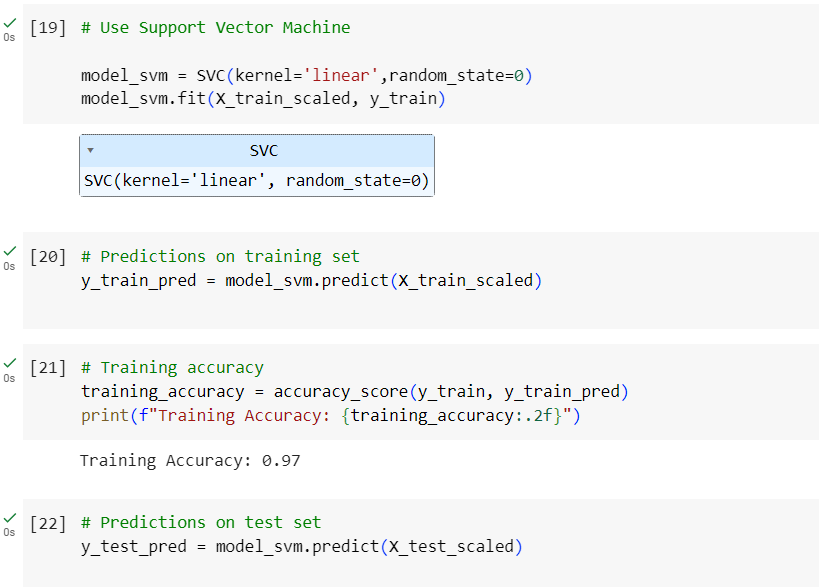 [19] # Use Support Vector Machine
0s
model_svm = SVC(kernel='linear',random_state=0)
model_svm.fit(X_train_scaled, y_train)
SVC
SVC(kernel='linear', random_state=0)
[20] # Predictions on training set
0s
y_train_pred = model_svm.predict(X_train_scaled)
[21] # Training accuracy
0s
training_accuracy = accuracy_score(y_train, y_train_pred)
print(f"Training Accuracy: {training_accuracy:.2f}")
Training Accuracy: 0.97
[22] # Predictions on test set
0s
y_test_pred = model_svm.predict(X_test_scaled)